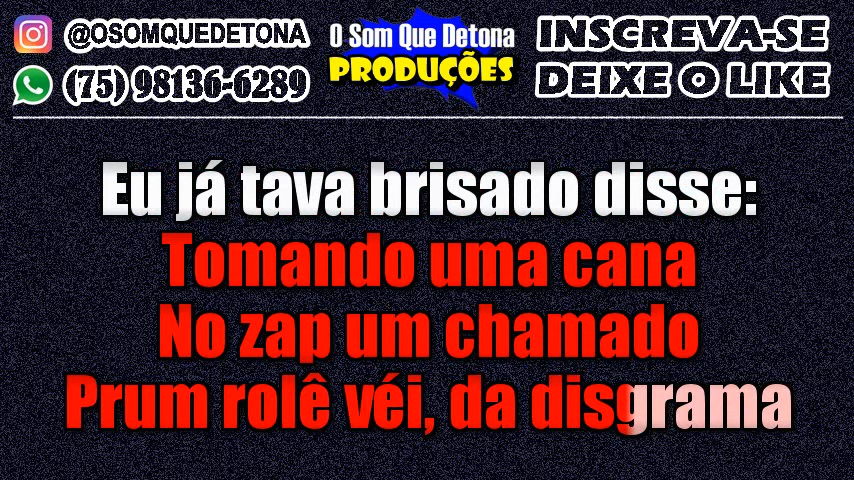 @OSOMQUEDETONA
(75) 98136-6289
O Som Que Detona
PRODUÇÕES
INSCREVA-SE
DEIXE O LIKE
Eu já tava brisado disse:
Tomando uma cana
No zap um chamado
Prum rolê véi, da disgrama